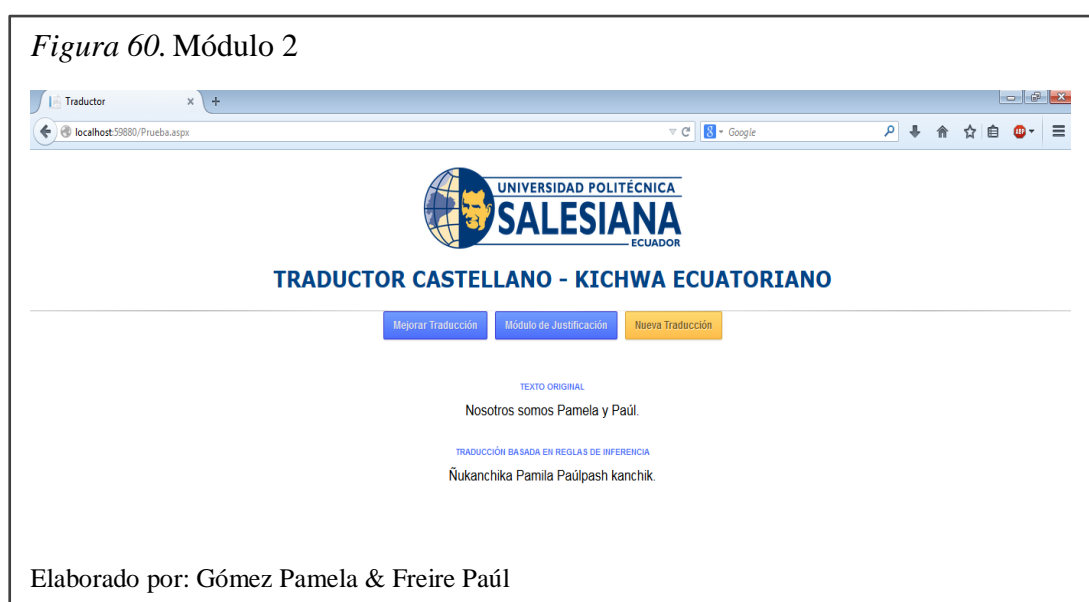 Figura 60. Módulo 2
Traductor × +
localhost:59880/Prueba.aspx
Google
ABP
UNIVERSIDAD POLITÉCNICA
SALESIANA
ECUADOR
TRADUCTOR CASTELLANO - KICHWA ECUATORIANO
Mejorar Traducción Módulo de Justificación Nueva Traducción
TEXTO ORIGINAL
Nosotros somos Pamela y Paúl.
TRADUCCIÓN BASADA EN REGLAS DE INFERENCIA
Ñukanchika Pamila Paúlpash kanchik.
Elaborado por: Gómez Pamela & Freire Paúl